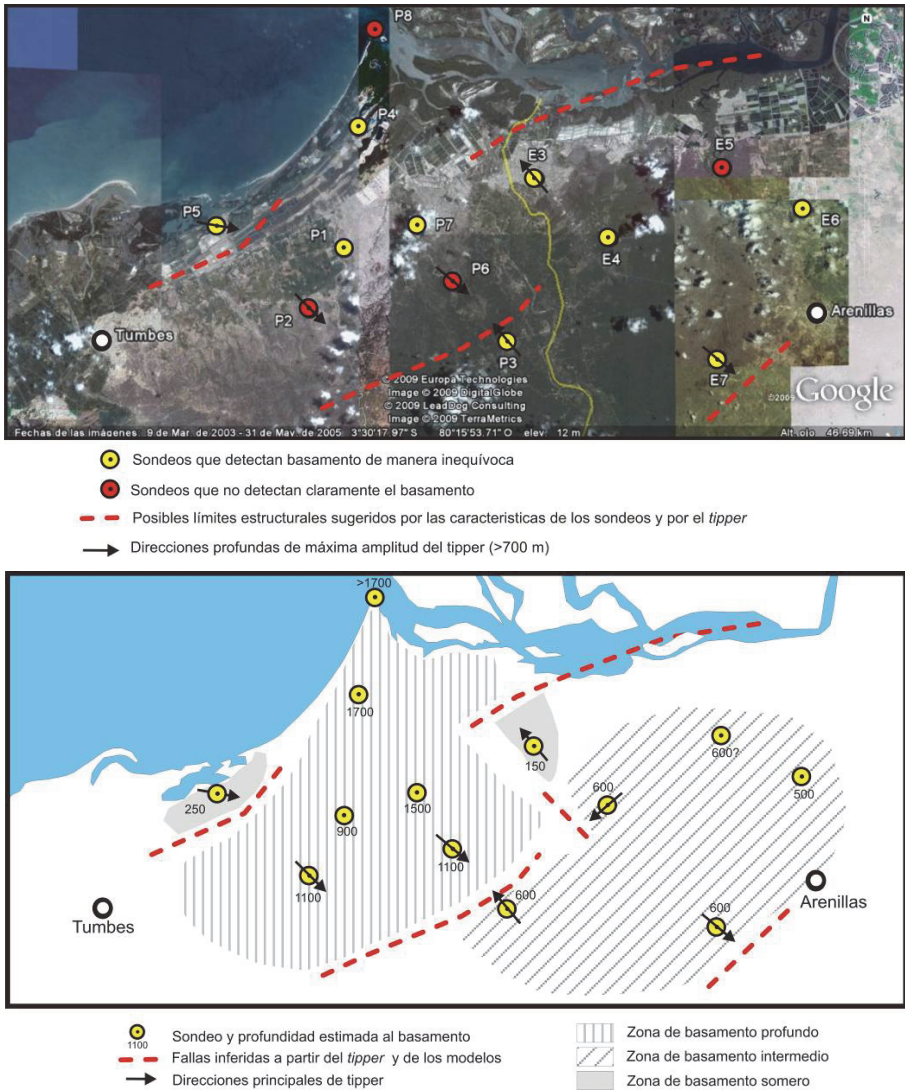 P8
N
P4
E3
E5
P5
P7
E6
P1
E4
P6
P2
Arenillas
Tumbes
P3
E7
© 2009 Europa Technologies
Image © 2009 DigitalGlobe
© 2009 LeadDog Consulting
Image © 2009 TerraMetrics
©2009 Google
Fechas de las imágenes: 9 de Mar. de 2003 - 31 de May. de 2005 3°30'17.97" S 80°15'53.71" O elev 12 m Alt. ojo 46.69 km
Sondeos que detectan basamento de manera inequívoca
Sondeos que no detectan claramente el basamento
Posibles límites estructurales sugeridos por las caracteristicas de los sondeos y por el tipper
Direcciones profundas de máxima amplitud del tipper (>700 m)
>1700
1700
150
600?
250
600
500
1500
900
1100
1100
600
600
Arenillas
Tumbes
1100
Sondeo y profundidad estimada al basamento
Fallas inferidas a partir del tipper y de los modelos
Direcciones principales de tipper
Zona de basamento profundo
Zona de basamento intermedio
Zona de basamento somero